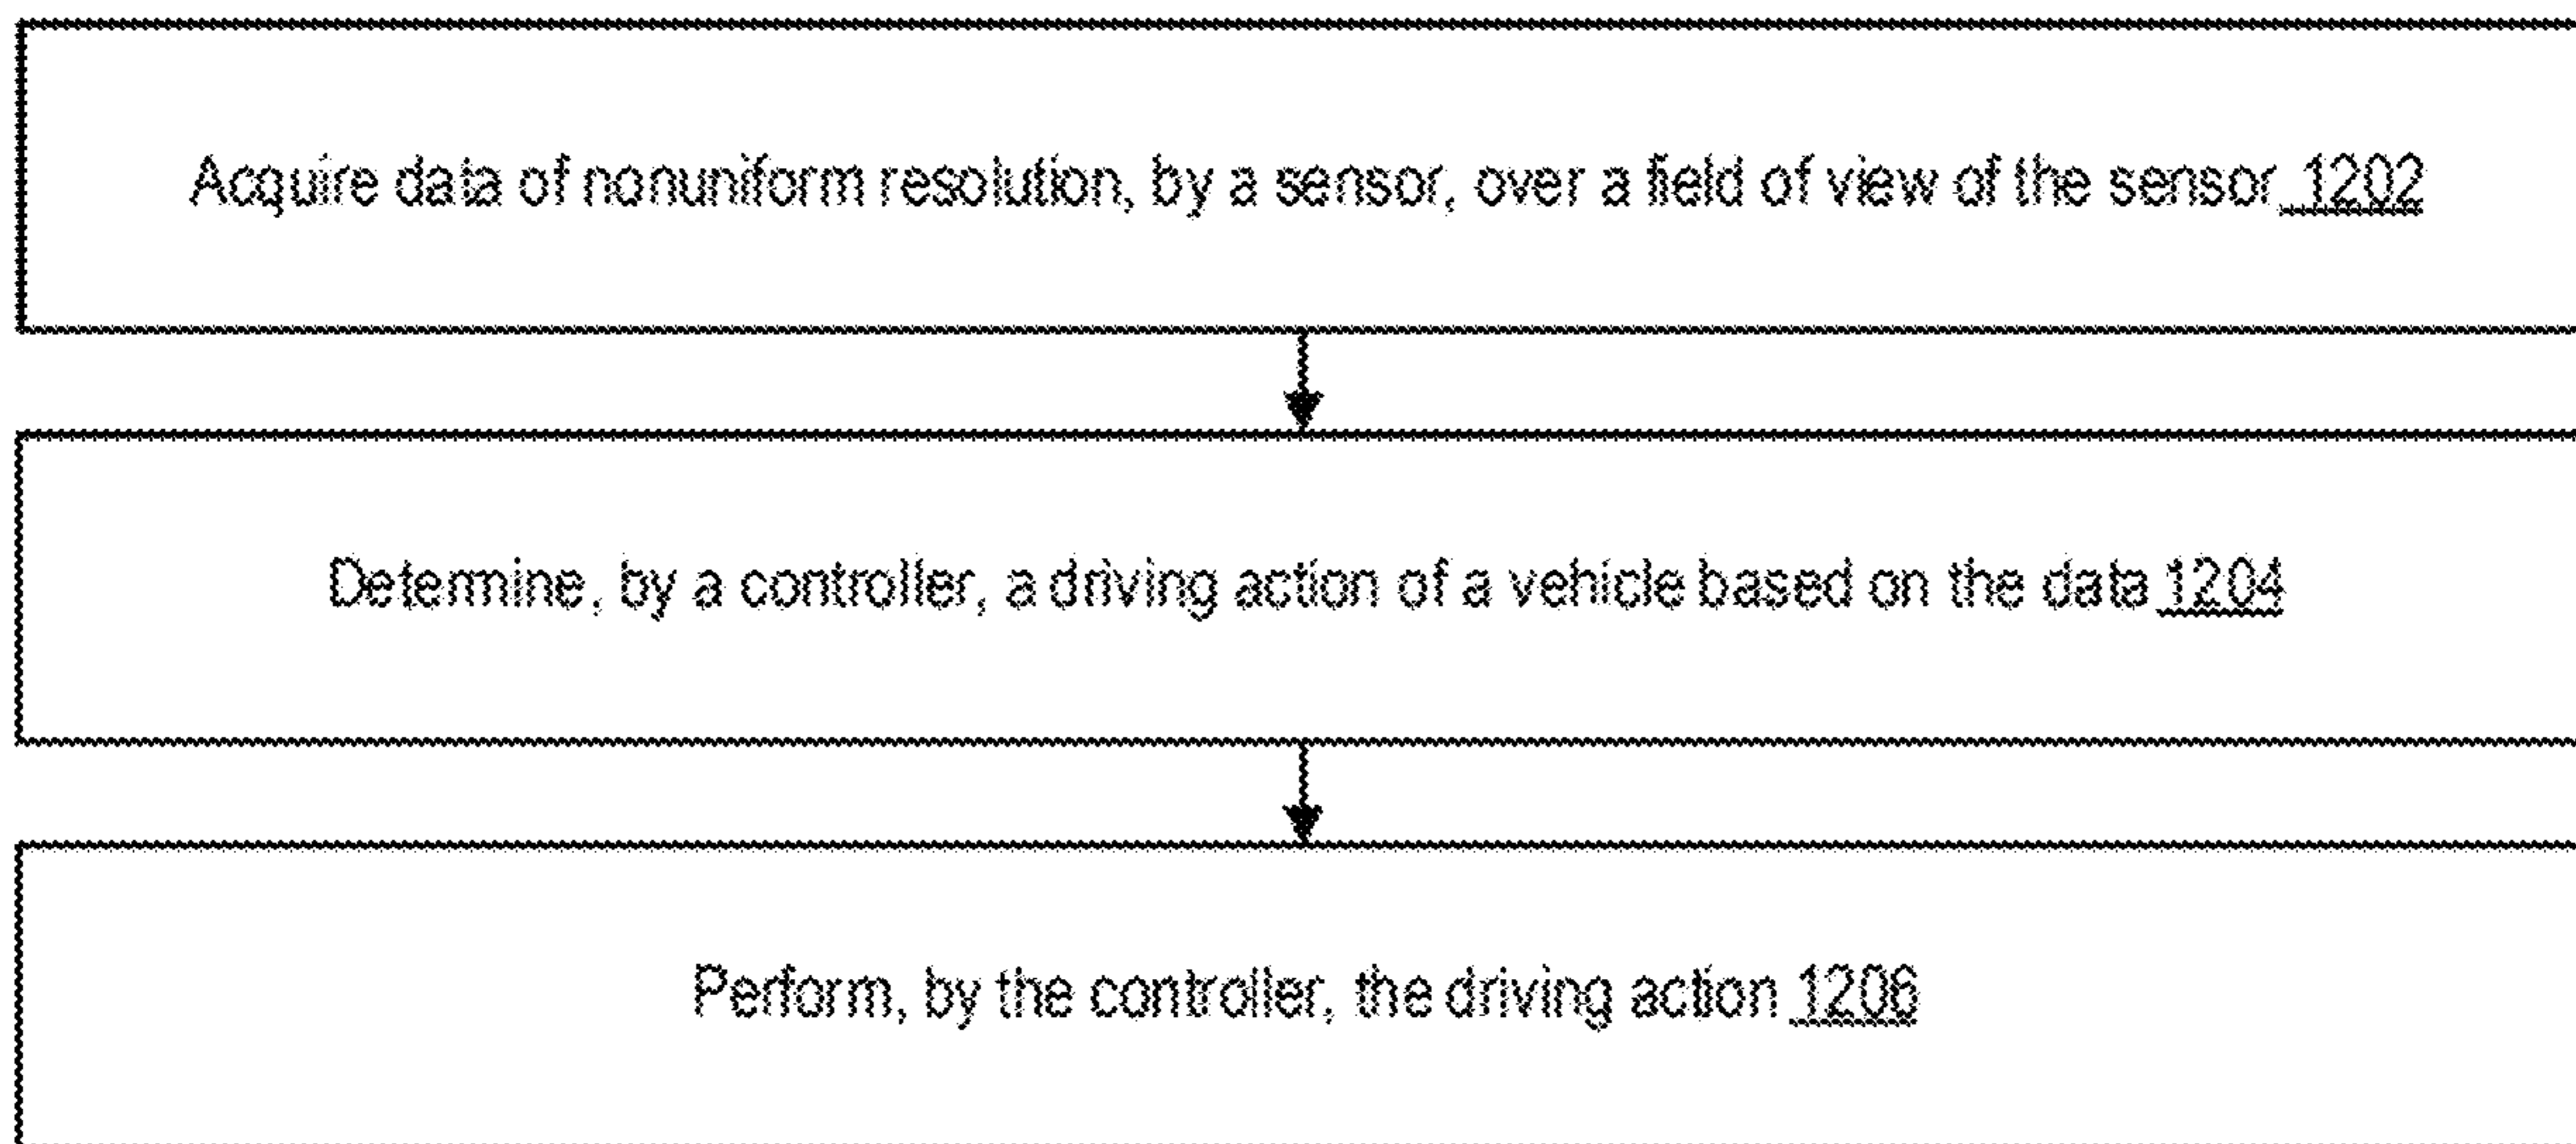 Acquire data of nonuniform resolution, by a sensor, over a field of view of the sensor 1202
Determine, by a controller, a driving action of a vehicle based on the data 1204
Perform, by the controller, the driving action 1206